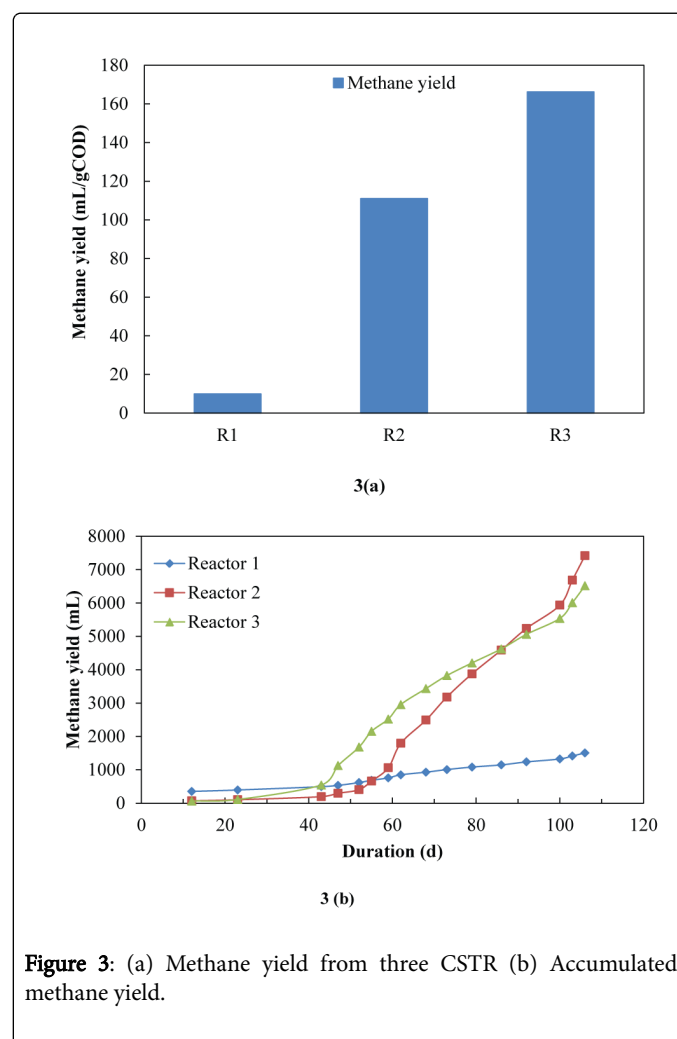 180
160
140
120
100
80
60
40
20
0
Methane yield (mL/gCOD)
Methane yield
R1 R2 R3
3(a)
8000
7000
6000
5000
4000
3000
2000
1000
0
Methane yield (mL)
Reactor 1
Reactor 2
Reactor 3
0 20 40 60 80 100 120
Duration (d)
3 (b)
Figure 3: (a) Methane yield from three CSTR (b) Accumulated
methane yield.